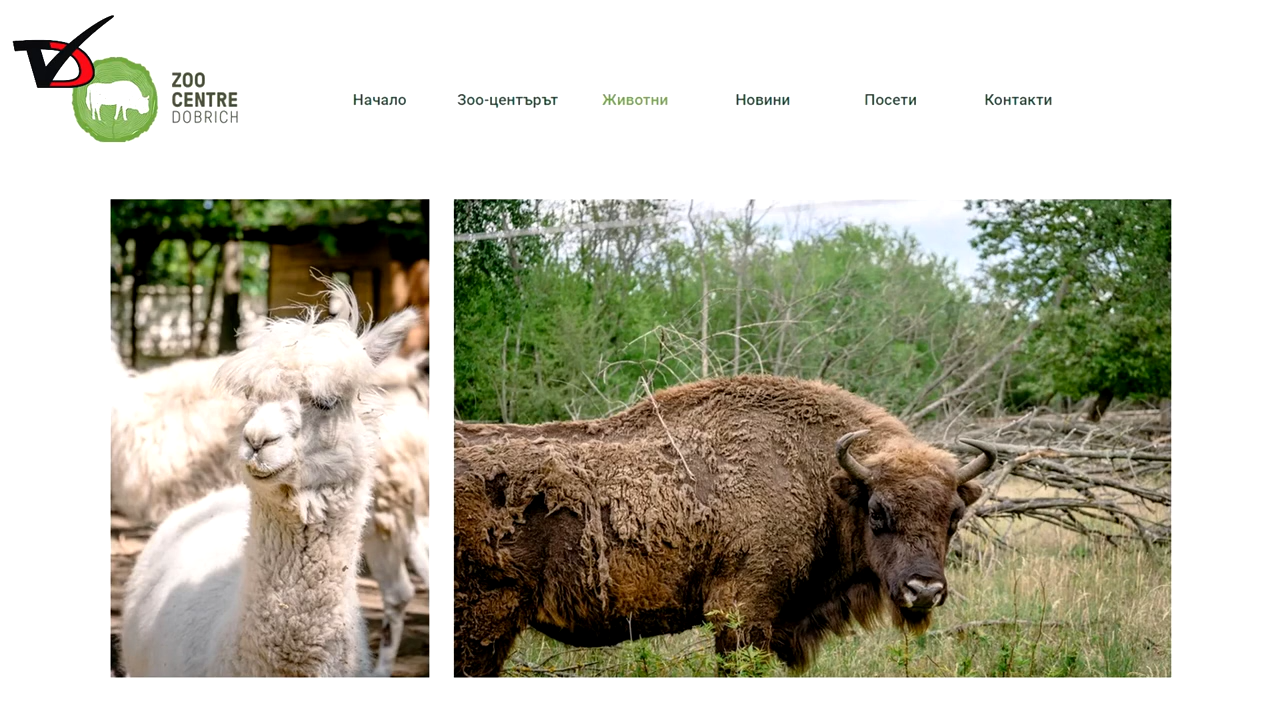 ZOO
CENTRE
DOBRICH
Начало Зоо-центърът Животни Новини Посети Контакти